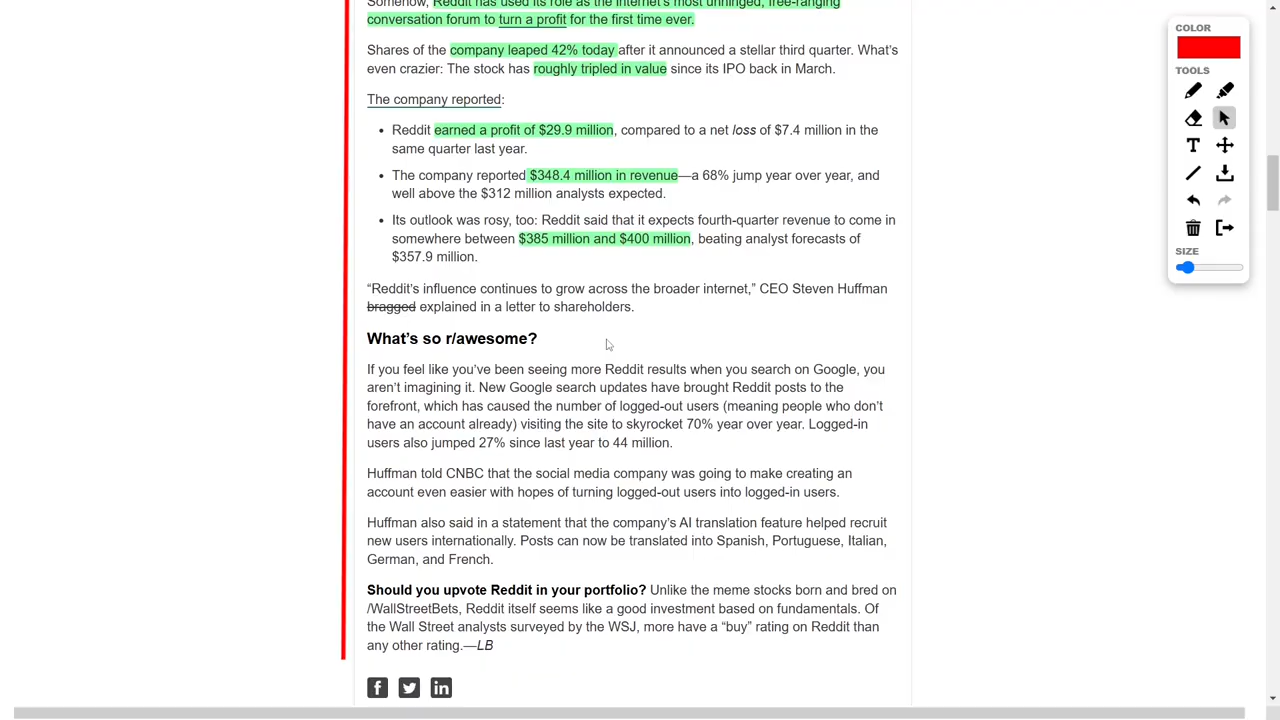 Somehow, Reddit has used its role as the internet's most unhinged, free-ranging
conversation forum to turn a profit for the first time ever.
Shares of the company leaped 42% today after it announced a stellar third quarter. What's
even crazier: The stock has roughly tripled in value since its IPO back in March.
The company reported:
• Reddit earned a profit of $29.9 million, compared to a net loss of $7.4 million in the
same quarter last year.
• The company reported $348.4 million in revenue—a 68% jump year over year, and
well above the $312 million analysts expected.
• Its outlook was rosy, too: Reddit said that it expects fourth-quarter revenue to come in
somewhere between $385 million and $400 million, beating analyst forecasts of
$357.9 million.
“Reddit’s influence continues to grow across the broader internet,” CEO Steven Huffman
bragged explained in a letter to shareholders.
What’s so r/awesome?
If you feel like you’ve been seeing more Reddit results when you search on Google, you
aren’t imagining it. New Google search updates have brought Reddit posts to the
forefront, which has caused the number of logged-out users (meaning people who don’t
have an account already) visiting the site to skyrocket 70% year over year. Logged-in
users also jumped 27% since last year to 44 million.
Huffman told CNBC that the social media company was going to make creating an
account even easier with hopes of turning logged-out users into logged-in users.
Huffman also said in a statement that the company’s AI translation feature helped recruit
new users internationally. Posts can now be translated into Spanish, Portuguese, Italian,
German, and French.
Should you upvote Reddit in your portfolio? Unlike the meme stocks born and bred on
/WallStreetBets, Reddit itself seems like a good investment based on fundamentals. Of
the Wall Street analysts surveyed by the WSJ, more have a “buy” rating on Reddit than
any other rating.—LB
COLOR
TOOLS
SIZE